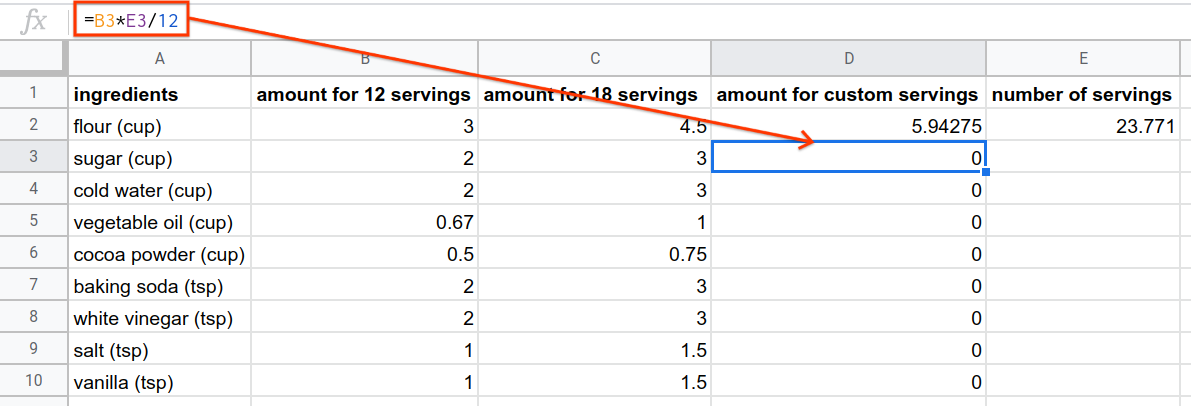 fx =B3*E3/12
A B C D E
1 ingredients amount for 12 servings amount for 18 servings amount for custom servings number of servings
2 flour (cup) 3 4.5 5.94275 23.771
3 sugar (cup) 2 3 0
4 cold water (cup) 2 3 0
5 vegetable oil (cup) 0.67 1 0
6 cocoa powder (cup) 0.5 0.75 0
7 baking soda (tsp) 2 3 0
8 white vinegar (tsp) 2 3 0
9 salt (tsp) 1 1.5 0
10 vanilla (tsp) 1 1.5 0